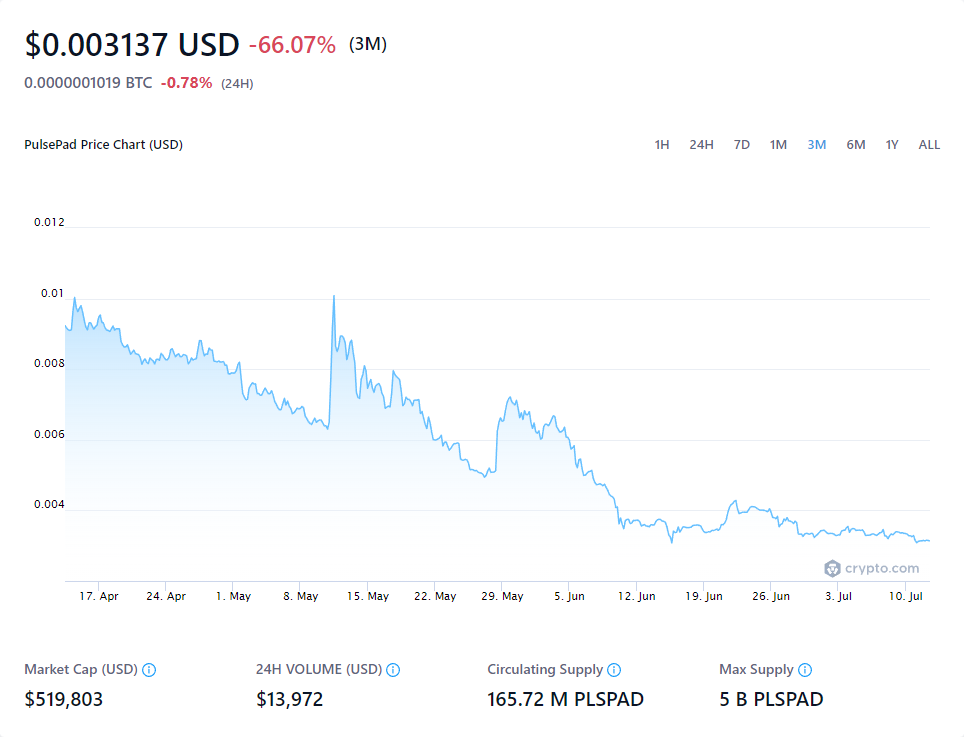 $0.003137 USD -66.07% (3M)
0.0000001019 BTC -0.78% (24H)
PulsePad Price Chart (USD) 1H 24H 7D 1M 3M 6M 1Y ALL
0.012
0.01
0.008
0.006
0.004
crypto.com
17. Apr 24. Apr 1. May 8. May 15. May 22. May 29. May 5. Jun 12. Jun 19. Jun 26. Jun 3. Jul 10. Jul
Market Cap (USD) 24H VOLUME (USD) Circulating Supply Max Supply
$519,803 $13,972 165.72 M PLSPAD 5 B PLSPAD